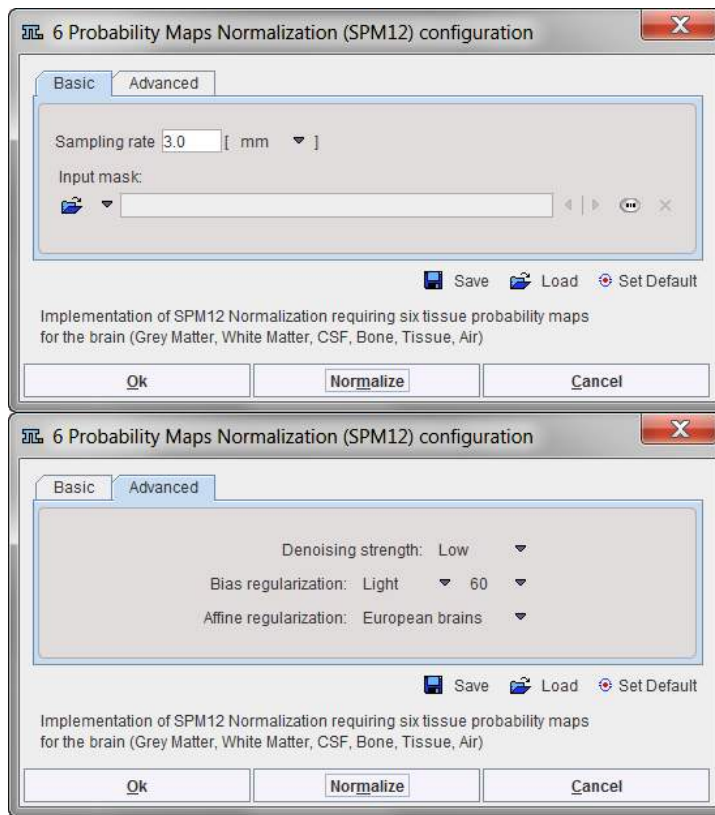 6 Probability Maps Normalization (SPM12) configuration
Basic Advanced
Sampling rate 3.0 [ mm ]
Input mask:
Save Load Set Default
Implementation of SPM12 Normalization requiring six tissue probability maps
for the brain (Grey Matter, White Matter, CSF, Bone, Tissue, Air)
Ok Normalize Cancel
6 Probability Maps Normalization (SPM12) configuration
Basic Advanced
Denoising strength: Low
Bias regularization: Light 60
Affine regularization: European brains
Save Load Set Default
Implementation of SPM12 Normalization requiring six tissue probability maps
for the brain (Grey Matter, White Matter, CSF, Bone, Tissue, Air)
Ok Normalize Cancel